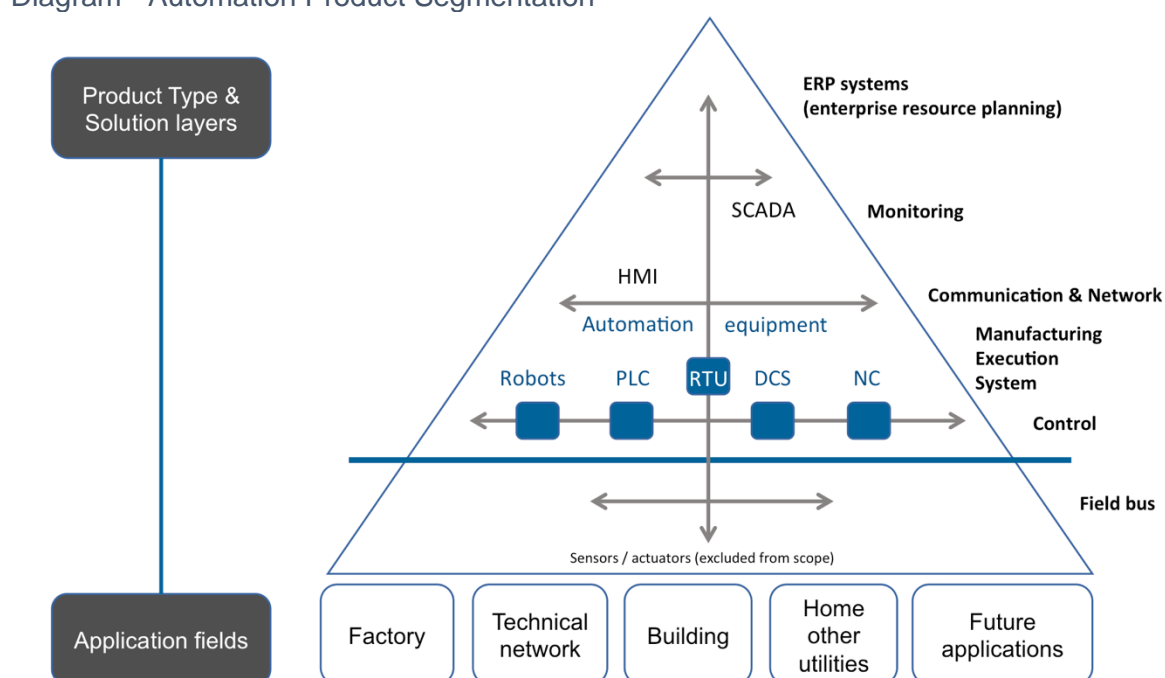 Diagram - Automation Product Segmentation
Product Type &
Solution layers
ERP systems
(enterprise resource planning)
SCADA
Monitoring
HMI
Communication & Network
Automation equipment
Manufacturing
Execution
System
Robots PLC RTU DCS NC
Control
Field bus
Sensors / actuators (excluded from scope)
Application fields
Factory
Technical
network
Building
Home
other
utilities
Future
applications